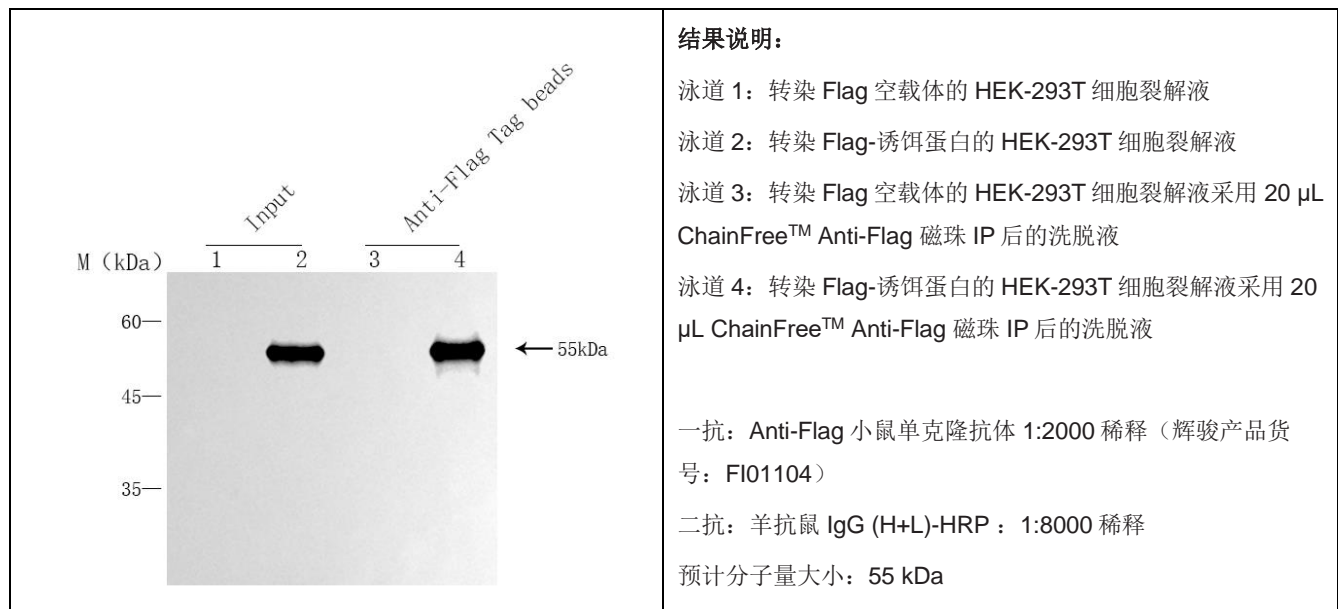 Input
Anti-Flag Tag beads
M (kDa) 1 2 3 4
60
55kDa
45
35
结果说明：
泳道 1：转染 Flag 空载体的 HEK-293T 细胞裂解液
泳道 2：转染 Flag-诱饵蛋白的 HEK-293T 细胞裂解液
泳道 3：转染 Flag 空载体的 HEK-293T 细胞裂解液采用 20 µL
ChainFree™ Anti-Flag 磁珠 IP 后的洗脱液
泳道 4：转染 Flag-诱饵蛋白的 HEK-293T 细胞裂解液采用 20
µL ChainFree™ Anti-Flag 磁珠 IP 后的洗脱液
一抗：Anti-Flag 小鼠单克隆抗体 1:2000 稀释（辉骏产品货
号：FI01104）
二抗：羊抗鼠 IgG (H+L)-HRP ：1:8000 稀释
预计分子量大小：55 kDa